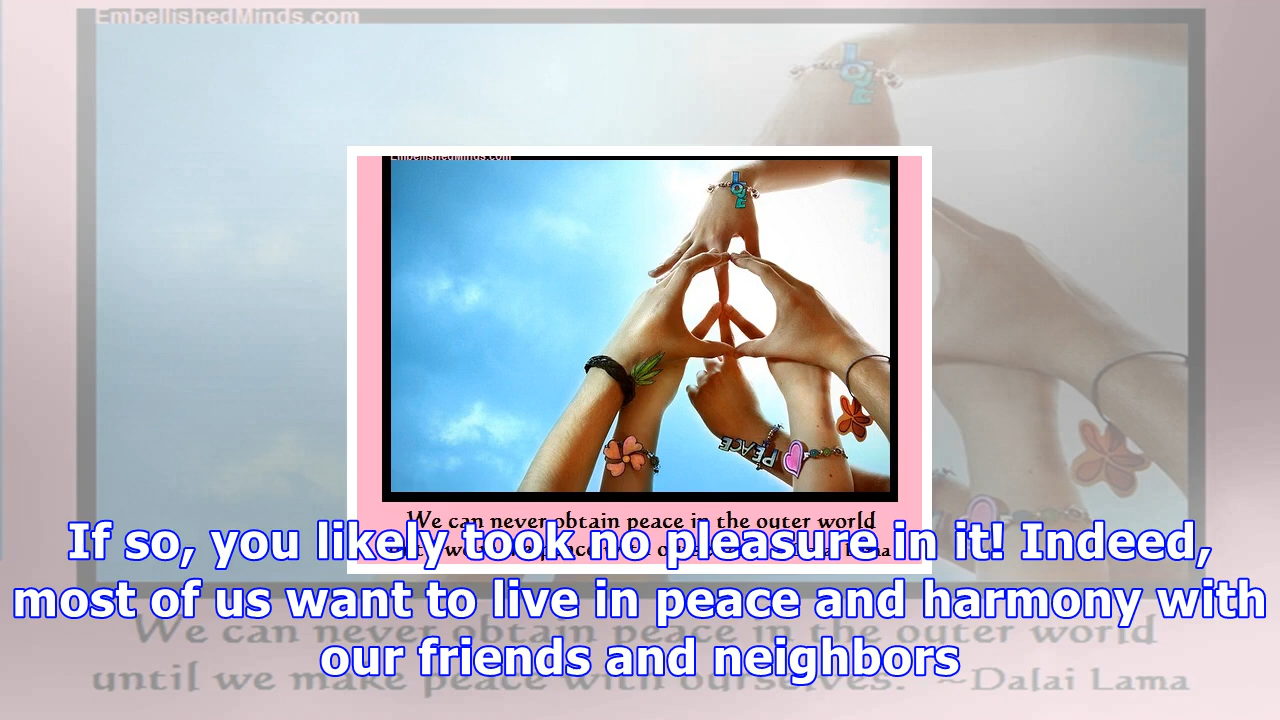 EmbellishedMinds.com
EmbellishedMinds.com
LOVE
LOVE
PEACE
We can never obtain peace in the outer world
If so, you likely took no pleasure in it! Indeed,
most of us want to live in peace and harmony with
our friends and neighbors
We can never obtain peace in the outer world
until we make peace with ourselves." ~Dalai Lama